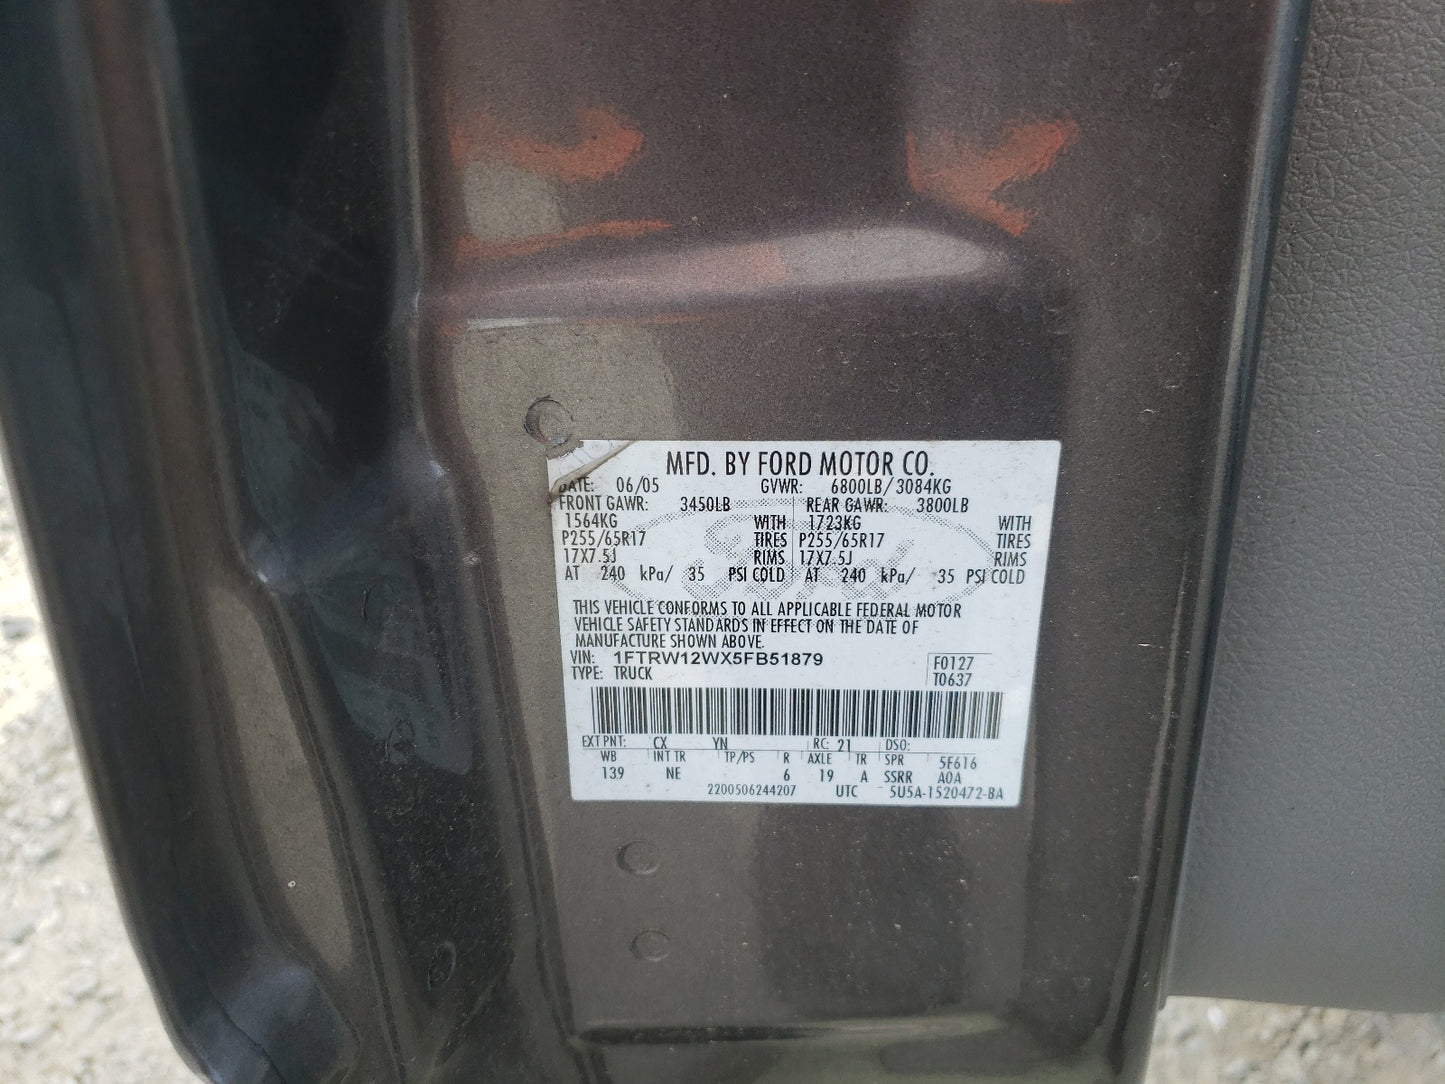 MFD. BY FORD MOTOR CO.
DATE: 06/05 GVWR: 6800LB/3084KG
FRONT GAWR: 3450LB REAR GAWR: 3800LB
1564KG WITH 1723KG WITH
P255/65R17 TIRES P255/65R17 TIRES
17X7.5J RIMS 17X7.5J RIMS
AT 240 kPa/ 35 PSI COLD AT 240 kPa/ 35 PSI COLD
THIS VEHICLE CONFORMS TO ALL APPLICABLE FEDERAL MOTOR
VEHICLE SAFETY STANDARDS IN EFFECT ON THE DATE OF
MANUFACTURE SHOWN ABOVE.
VIN: 1FTRW12WX5FB51879 F0127
TYPE: TRUCK T0637
EXT PNT: CX YN RC: 21 DSO:
WB INT TR TP/PS R AXLE TR SPR 5F616
139 NE 6 19 A SSRR A0A
2200506244207 UTC 5U5A-1520472-BA